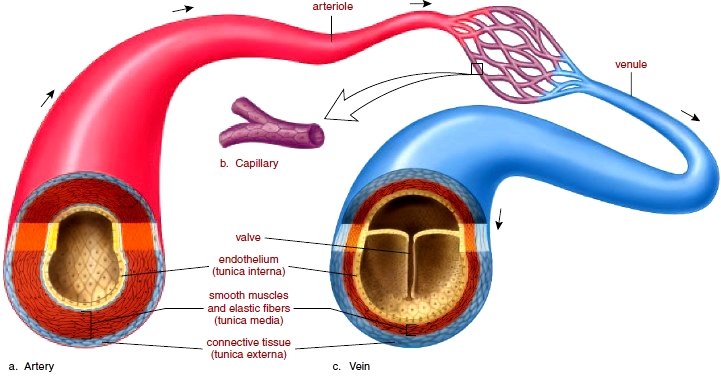 arteriole
venule
b. Capillary
valve
endothelium
(tunica interna)
smooth muscles
and elastic fibers
(tunica media)
connective tissue
(tunica externa)
a. Artery
c. Vein